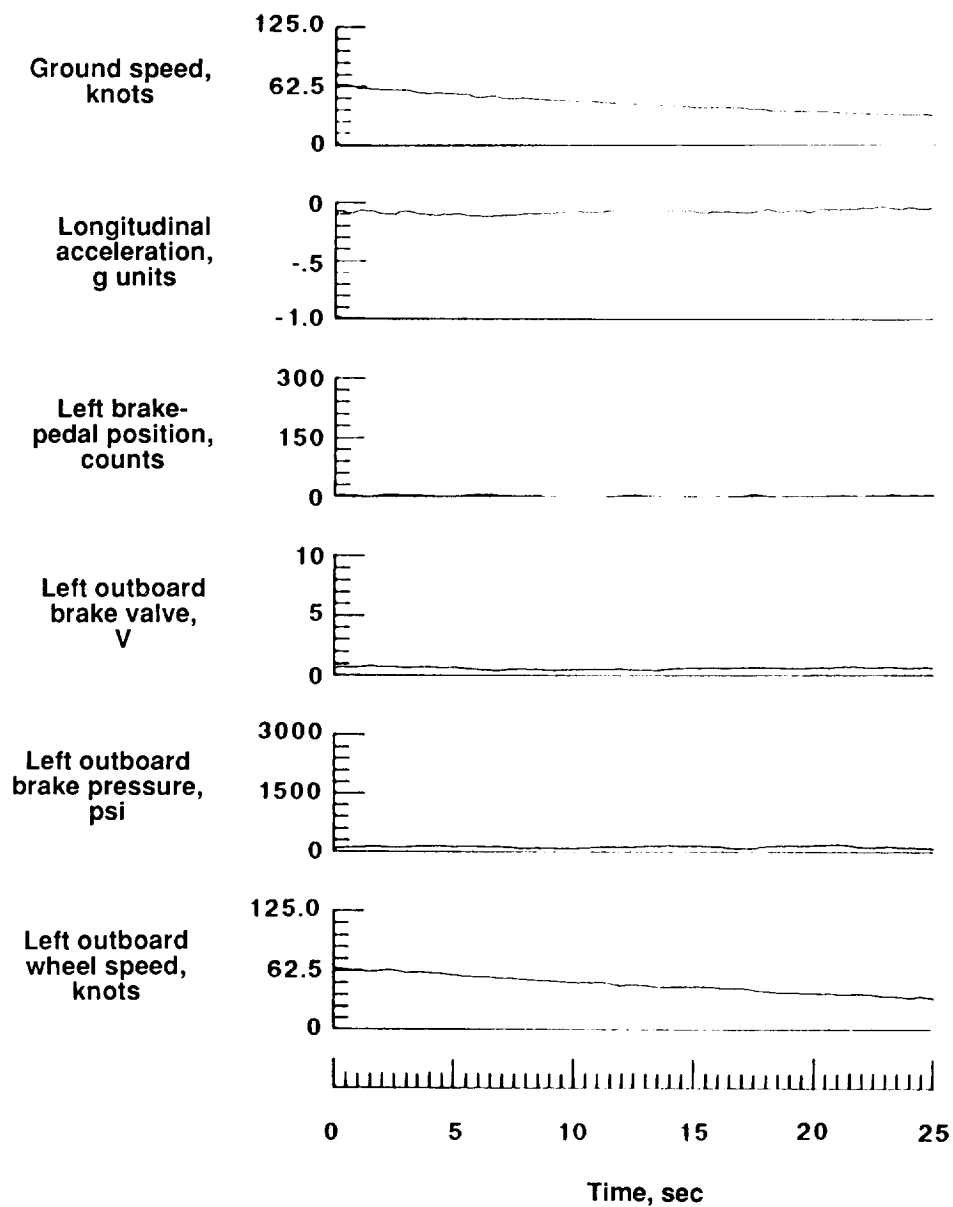 125.0
Ground speed,
knots
62.5
0
0
Longitudinal
acceleration,
g units
-.5
-1.0
300
Left brake-
pedal position,
counts
150
0
10
Left outboard
brake valve,
V
5
0
3000
Left outboard
brake pressure,
psi
1500
0
125.0
Left outboard
wheel speed,
knots
62.5
0
0 5 10 15 20 25
Time, sec